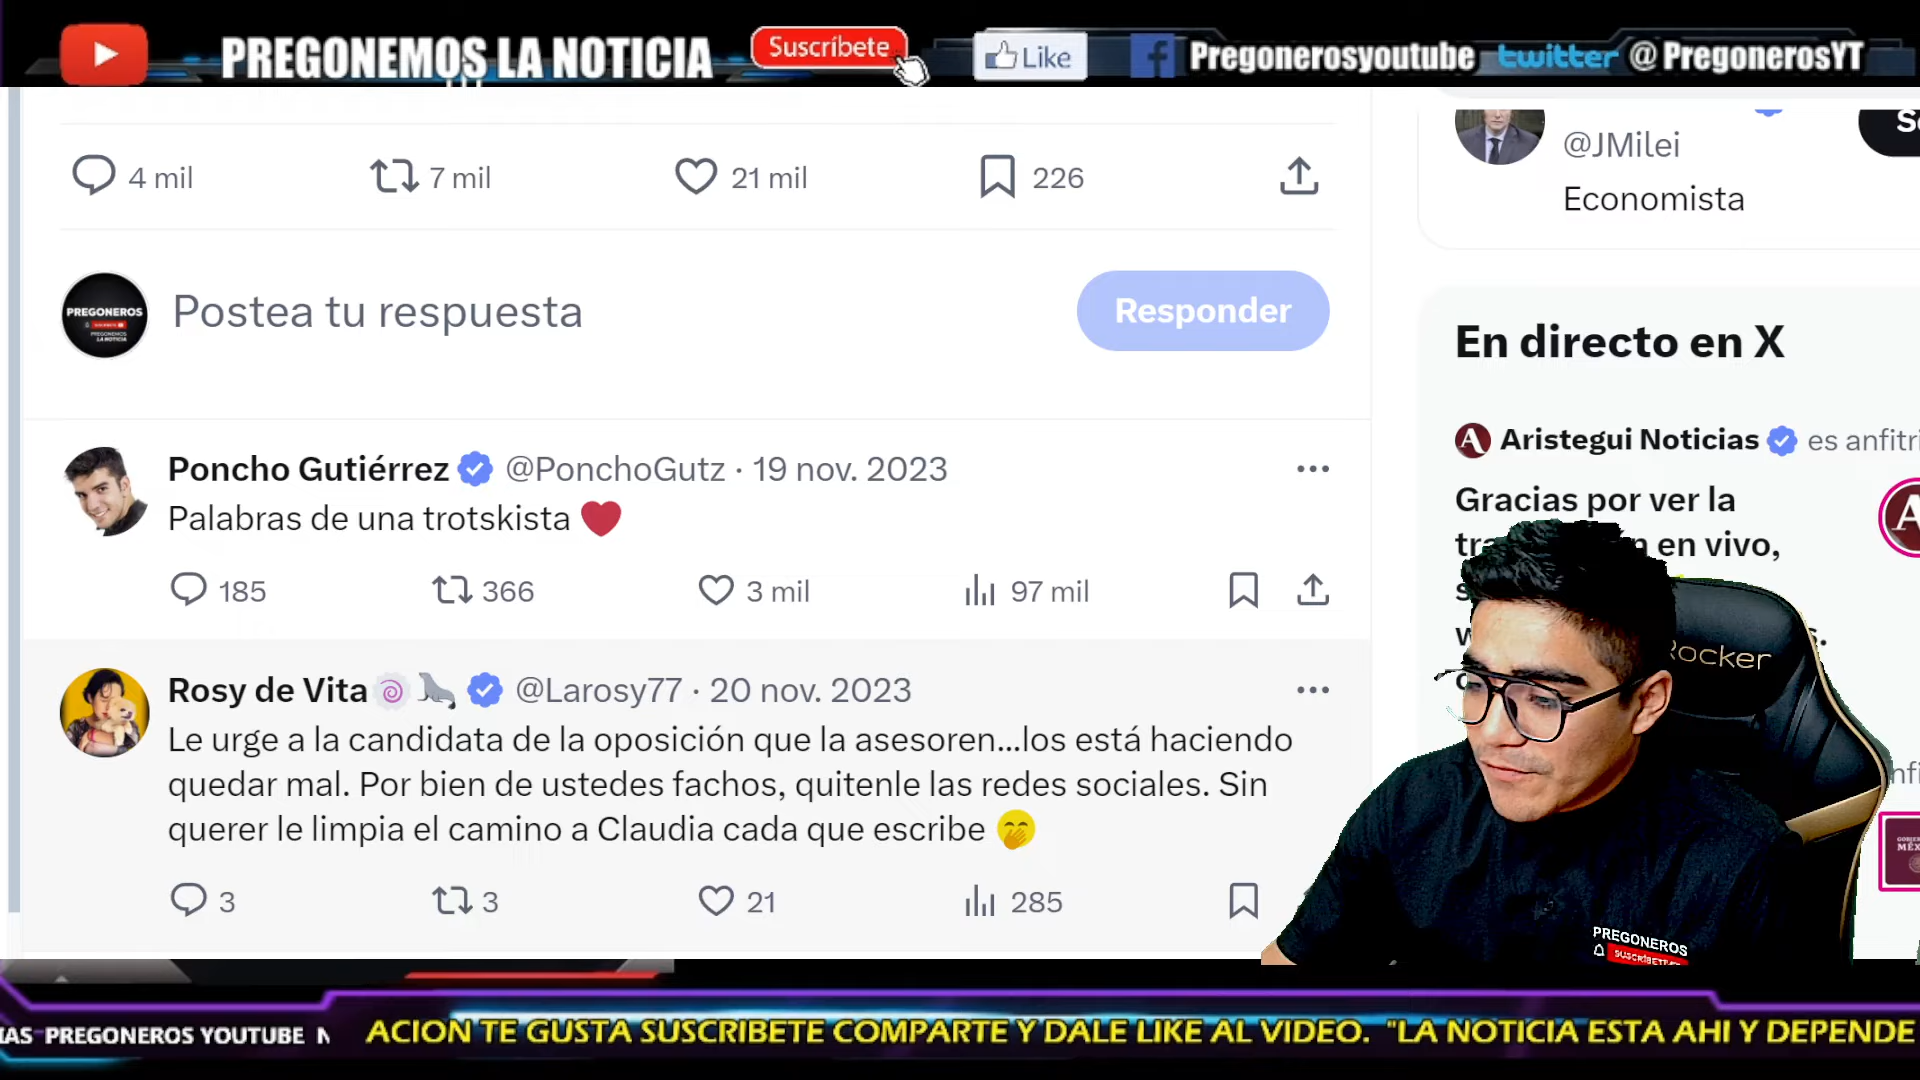 PREGONEMOS LA NOTICIA
Suscríbete
Like
Pregonerosyoutube
twitter @PregonerosYT
@JMilei
Economista
4 mil
7 mil
21 mil
226
PREGONEROS
Postea tu respuesta
Responder
En directo en X
Aristegui Noticias es anfitri
Gracias por ver la
en vivo,
Poncho Gutiérrez @PonchoGutz · 19 nov. 2023
Palabras de una trotskista ❤️
185
366
3 mil
97 mil
Rocker
Rosy de Vita🍥🦭 @Larosy77 · 20 nov. 2023
Le urge a la candidata de la oposición que la asesoren...los está haciendo
quedar mal. Por bien de ustedes fachos, quitenle las redes sociales. Sin
querer le limpia el camino a Claudia cada que escribe 🤭
3
3
21
285
PREGONEROS
IAS PREGONEROS YOUTUBE N
ACION TE GUSTA SUSCRIBETE COMPARTE Y DALE LIKE AL VIDEO. "LA NOTICIA ESTA AHI Y DEPENDE